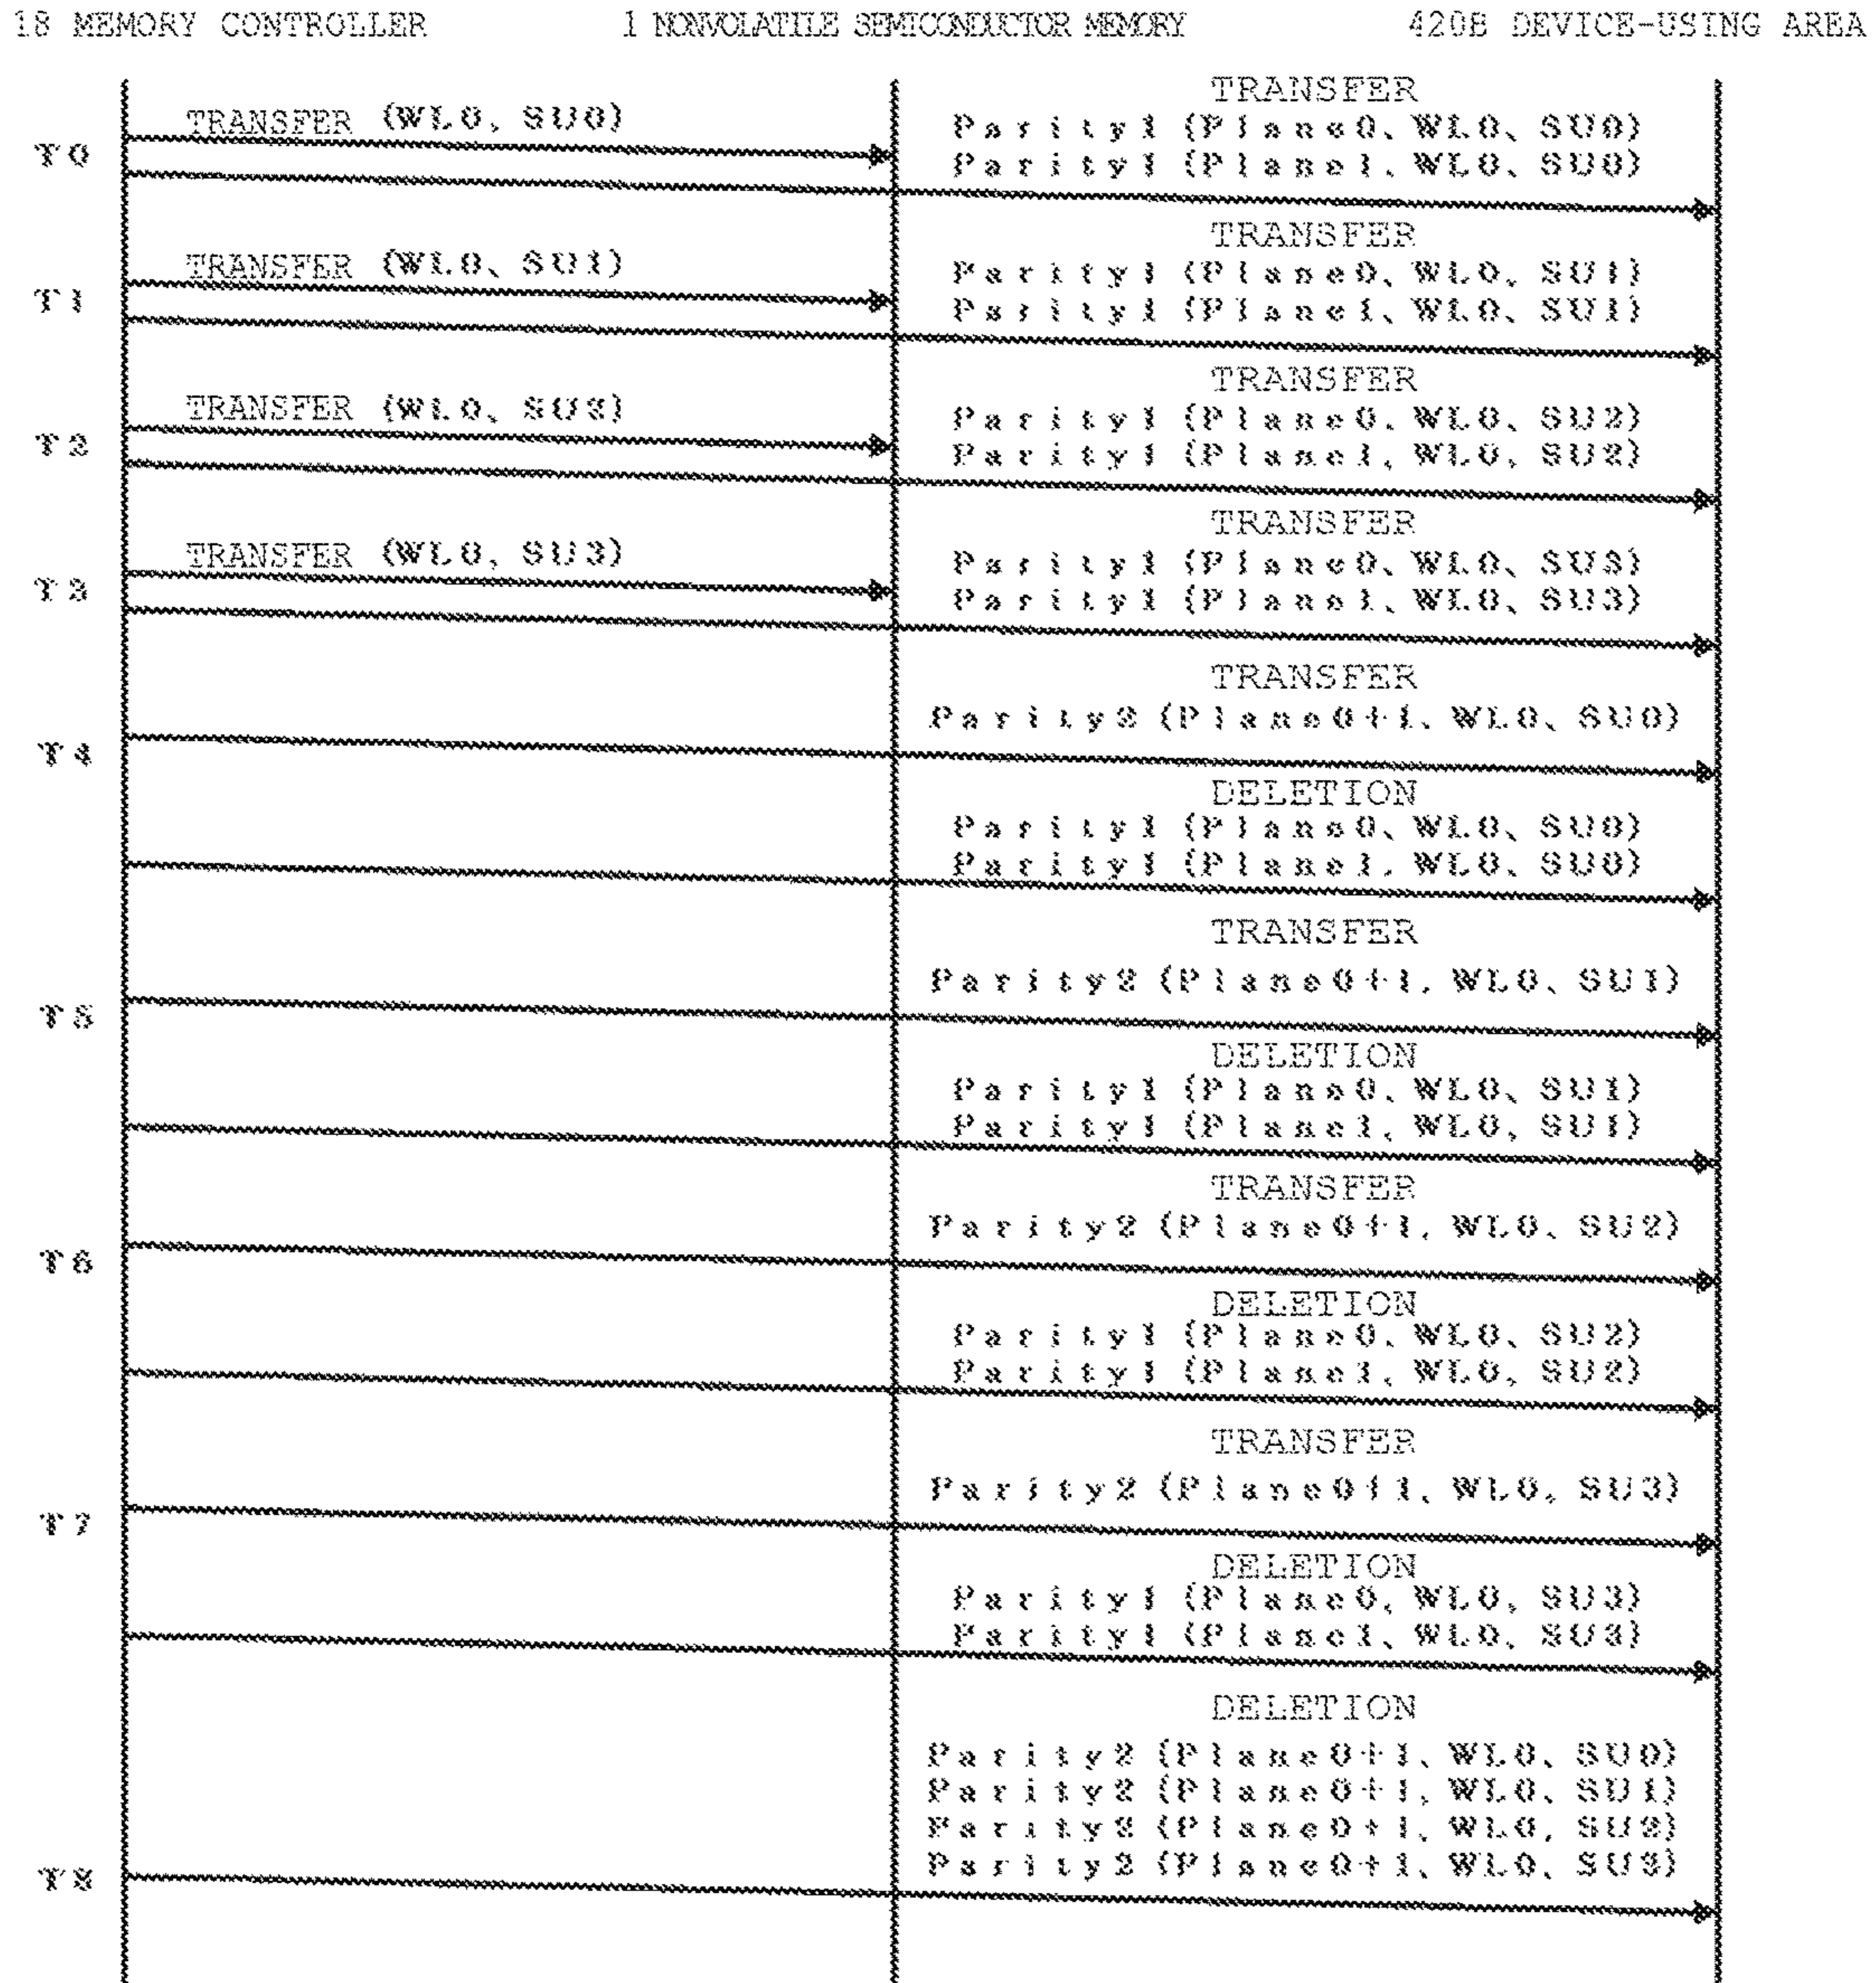 18 MEMORY CONTROLLER 1 NONVOLATILE SEMICONDUCTOR MEMORY 420B DEVICE-USING AREA
TRANSFER
TRANSFER (WL0、SU0)
Parity1 (Plane0、WL0、SU0)
T0
Parity1 (Plane1、WL0、SU0)
TRANSFER
TRANSFER (WL0、SU1)
Parity1 (Plane0、WL0、SU1)
T1
Parity1 (Plane1、WL0、SU1)
TRANSFER
TRANSFER (WL0、SU2)
Parity1 (Plane0、WL0、SU2)
T2
Parity1 (Plane1、WL0、SU2)
TRANSFER
TRANSFER (WL0、SU3)
Parity1 (Plane0、WL0、SU3)
T3
Parity1 (Plane1、WL0、SU3)
TRANSFER
Parity2 (Plane0+1、WL0、SU0)
T4
DELETION
Parity1 (Plane0、WL0、SU0)
Parity1 (Plane1、WL0、SU0)
TRANSFER
Parity2 (Plane0+1、WL0、SU1)
T5
DELETION
Parity1 (Plane0、WL0、SU1)
Parity1 (Plane1、WL0、SU1)
TRANSFER
Parity2 (Plane0+1、WL0、SU2)
T6
DELETION
Parity1 (Plane0、WL0、SU2)
Parity1 (Plane1、WL0、SU2)
TRANSFER
Parity2 (Plane0+1、WL0、SU3)
T7
DELETION
Parity1 (Plane0、WL0、SU3)
Parity1 (Plane1、WL0、SU3)
DELETION
Parity2 (Plane0+1、WL0、SU0)
Parity2 (Plane0+1、WL0、SU1)
Parity2 (Plane0+1、WL0、SU2)
Parity2 (Plane0+1、WL0、SU3)
T8